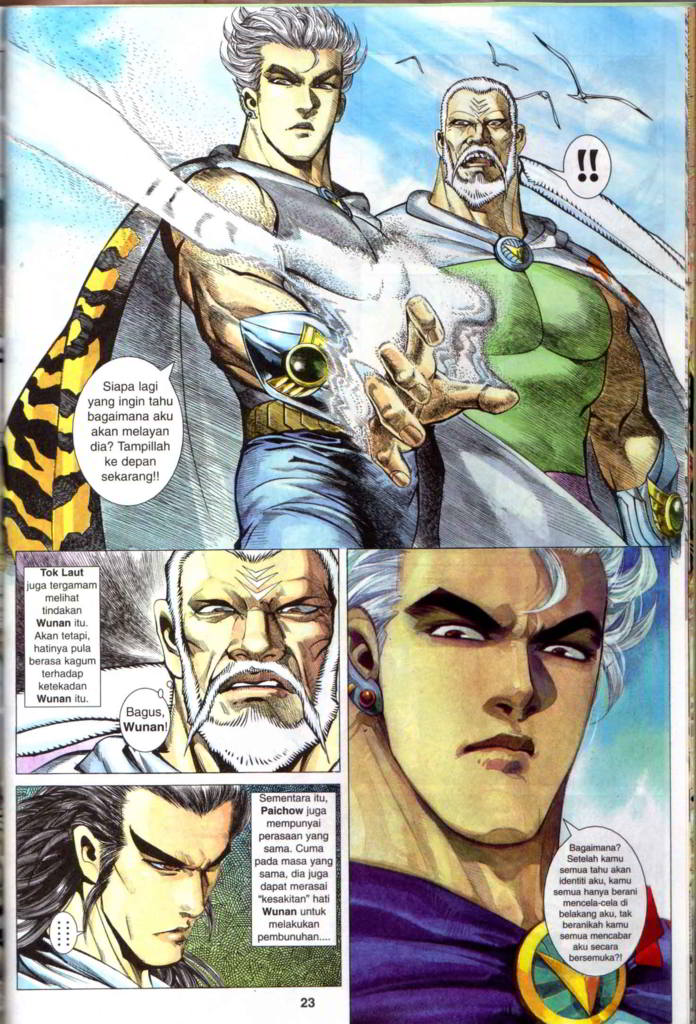 !!
Siapa lagi
yang ingin tahu
bagaimana aku
akan melayan
dia? Tampillah
ke depan
sekarang!!
Tok Laut
juga tergamam
melihat
tindakan
Wunan itu.
Akan tetapi,
hatinya pula
berasa kagum
terhadap
ketekadan
Wunan itu.
Bagus,
Wunan!
Sementara itu,
Paichow juga
mempunyai
perasaan yang
sama. Cuma
pada masa yang
sama, dia juga
dapat merasai
"kesakitan" hati
Wunan untuk
melakukan
pembunuhan....
Bagaimana?
Setelah kamu
semua tahu akan
identiti aku, kamu
semua hanya berani
mencela-cela di
belakang aku, tak
beranikah kamu
semua mencabar
aku secara
bersemuka?!
23